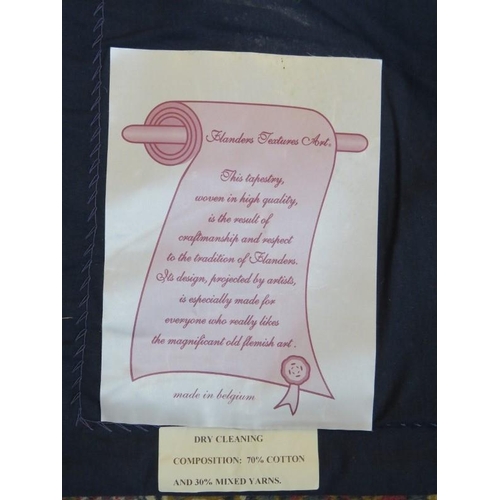 Flanders Textures Art.
This tapestry,
woven in high quality,
is the result of
craftmanship and respect
to the tradition of Flanders.
Its design, projected by artists,
is especially made for
everyone who really likes
the magnificant old flemish art.
made in belgium
DRY CLEANING
COMPOSITION: 70% COTTON
AND 30% MIXED YARNS.